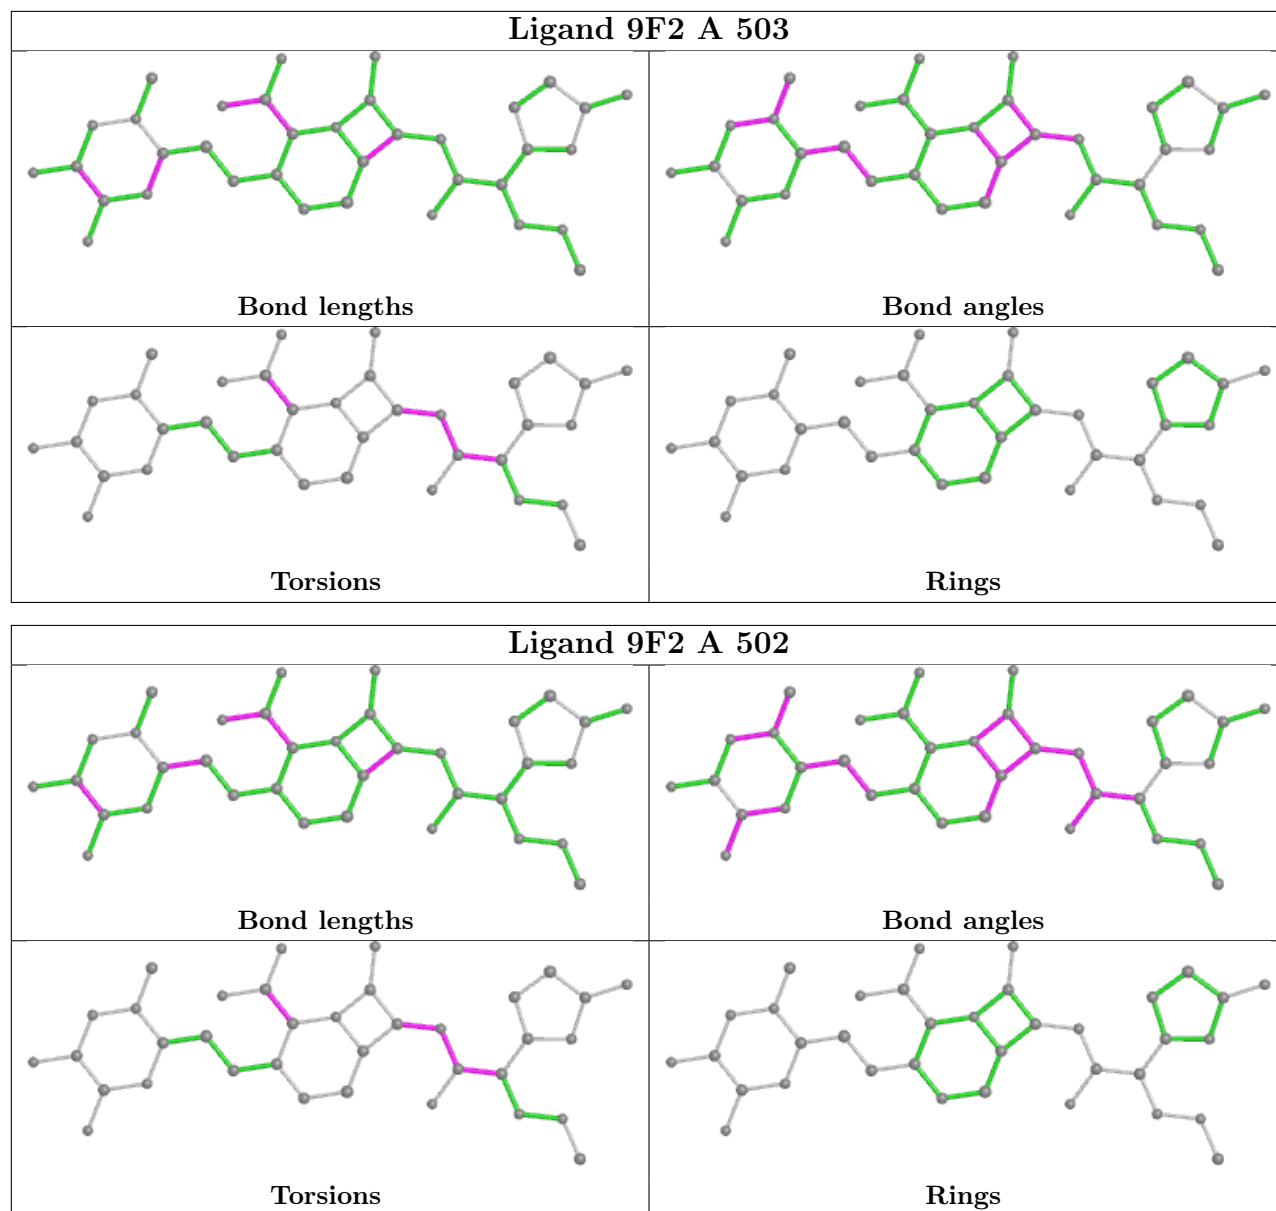 Ligand 9F2 A 503
Bond lengths
Bond angles
Torsions
Rings
Ligand 9F2 A 502
Bond lengths
Bond angles
Torsions
Rings